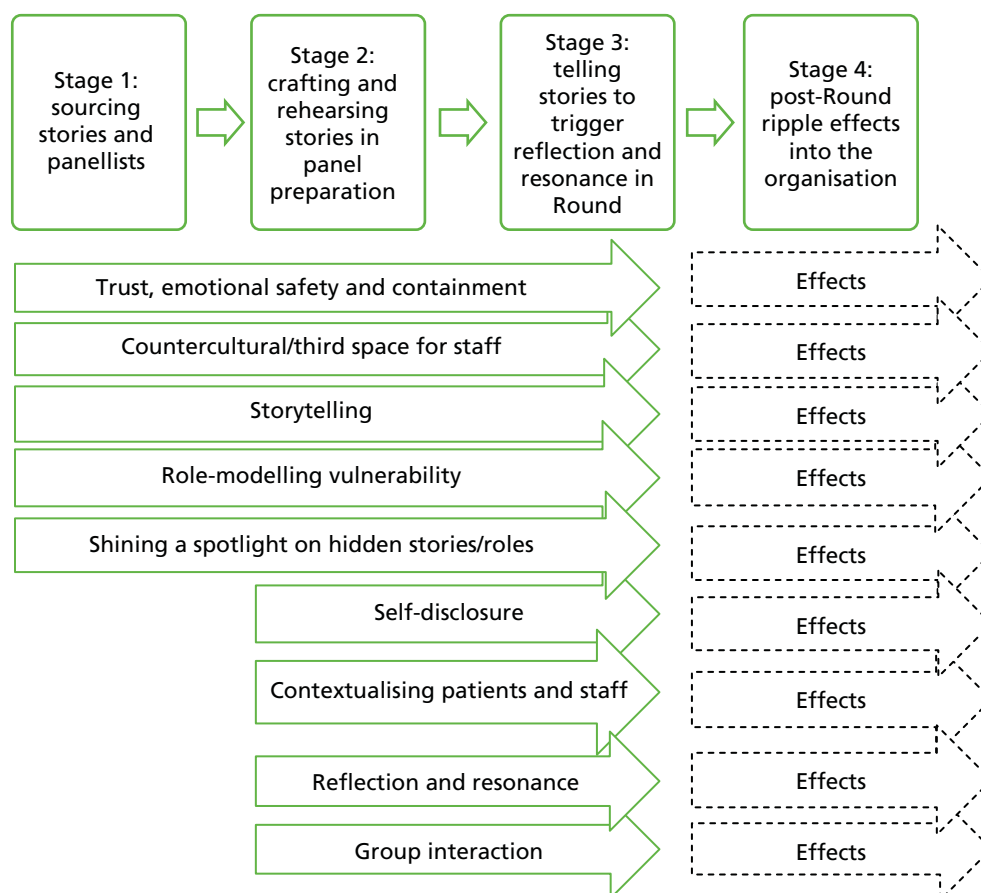 Stage 1:
sourcing
stories and
panellists
Stage 2:
crafting and
rehearsing
stories in
panel
preparation
Stage 3:
telling
stories to
trigger
reflection and
resonance in
Round
Stage 4:
post-Round
ripple effects
into the
organisation
Trust, emotional safety and containment
Effects
Countercultural/third space for staff
Effects
Storytelling
Effects
Role-modelling vulnerability
Effects
Shining a spotlight on hidden stories/roles
Effects
Self-disclosure
Effects
Contextualising patients and staff
Effects
Reflection and resonance
Effects
Group interaction
Effects